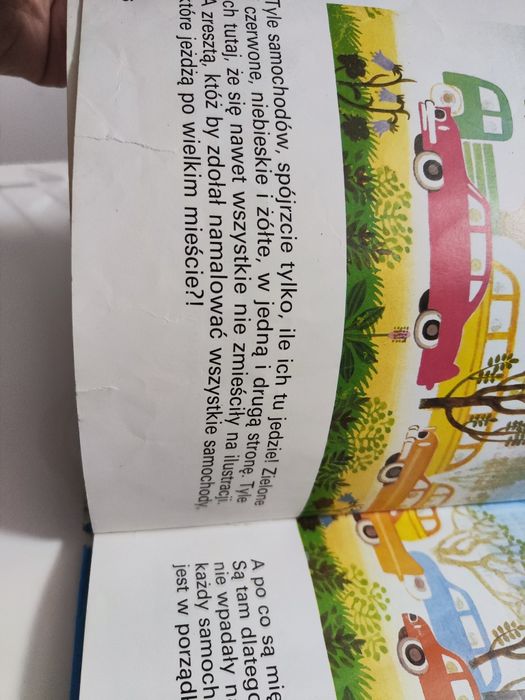 Tyle samochodów, spójrzcie tylko, ile ich tu jedzie! Zielone
czerwone, niebieskie i żółte, w jedną i drugą stronę. Tyle
ch tutaj, że się nawet wszystkie nie zmieściły na ilustracji.
A zresztą, któż by zdołał namalować wszystkie samochody,
które jeżdżą po wielkim mieście?!
A po co są mię
Są tam dlatego
nie wpadały na
każdy samoch
jest w porządk